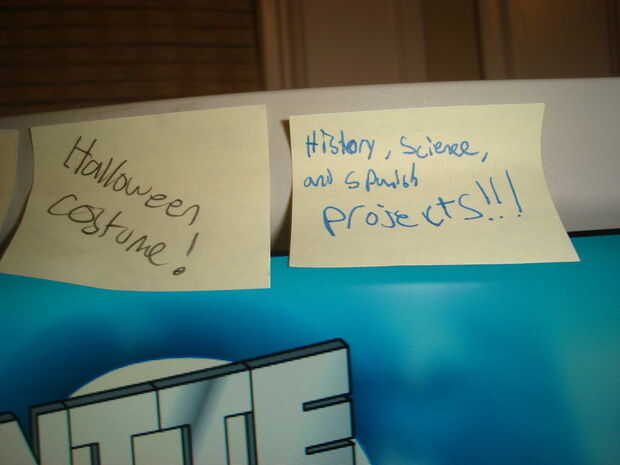 Halloween
costume!
History, Science,
and Spanish
projects!!!